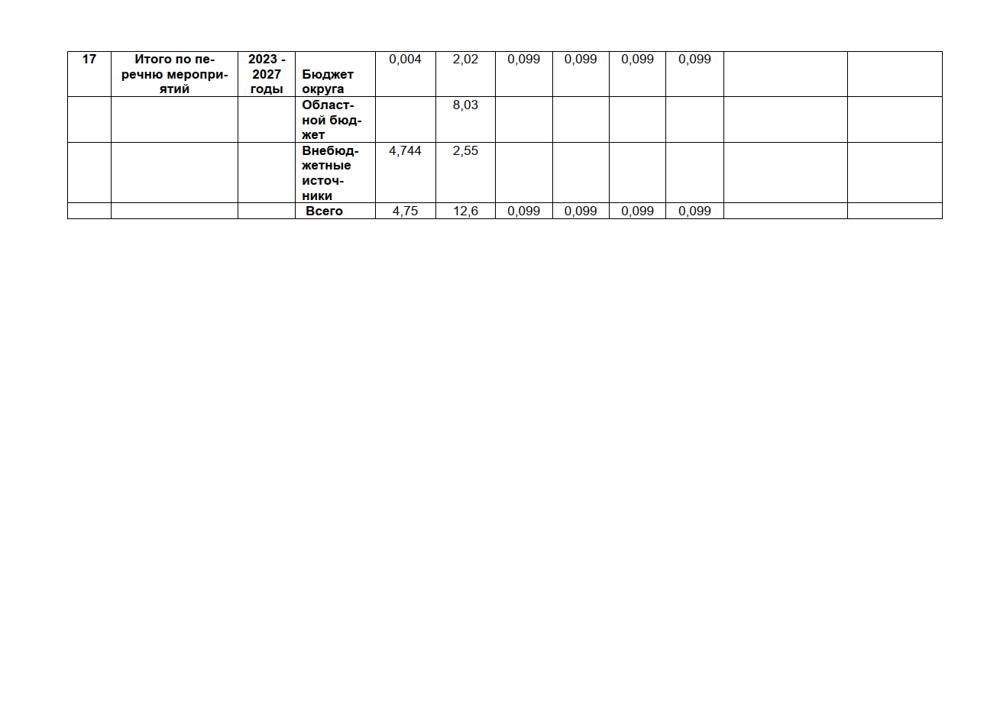 17 Итого по пе- 2023 - 0,004 2,02 0,099 0,099 0,099 0,099
речню меропри- 2027 Бюджет
ятий годы округа
Област- 8,03
ной бюд-
жет
Внебюд- 4,744 2,55
жетные
источ-
ники
Всего 4,75 12,6 0,099 0,099 0,099 0,099